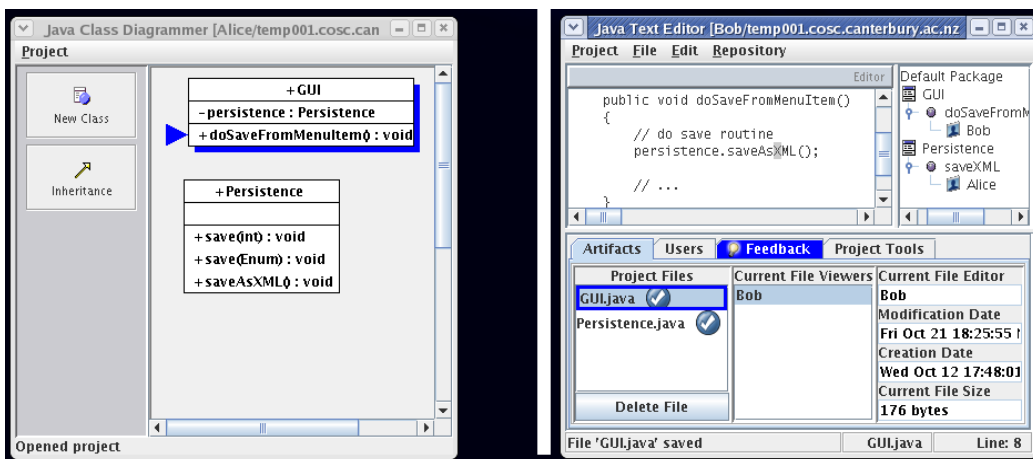 Java Class Diagrammer [Alice/temp001.cosc.can
Project
New Class
Inheritance
+GUI
-persistence : Persistence
+doSaveFromMenuItem() : void
+Persistence
+save(int) : void
+save(Enum) : void
+saveAsXML() : void
Opened project
Java Text Editor [Bob/temp001.cosc.canterbury.ac.nz
Project File Edit Repository
Editor
public void doSaveFromMenuItem()
{
// do save routine
persistence.saveAsXML();
// ...
}
Default Package
GUI
doSaveFromM
Bob
Persistence
saveXML
Alice
Artifacts Users Feedback Project Tools
Project Files
GUI.java
Persistence.java
Delete File
Current File Viewers
Bob
Current File Editor
Bob
Modification Date
Fri Oct 21 18:25:55
Creation Date
Wed Oct 12 17:48:01
Current File Size
176 bytes
File 'GUI.java' saved GUI.java Line: 8